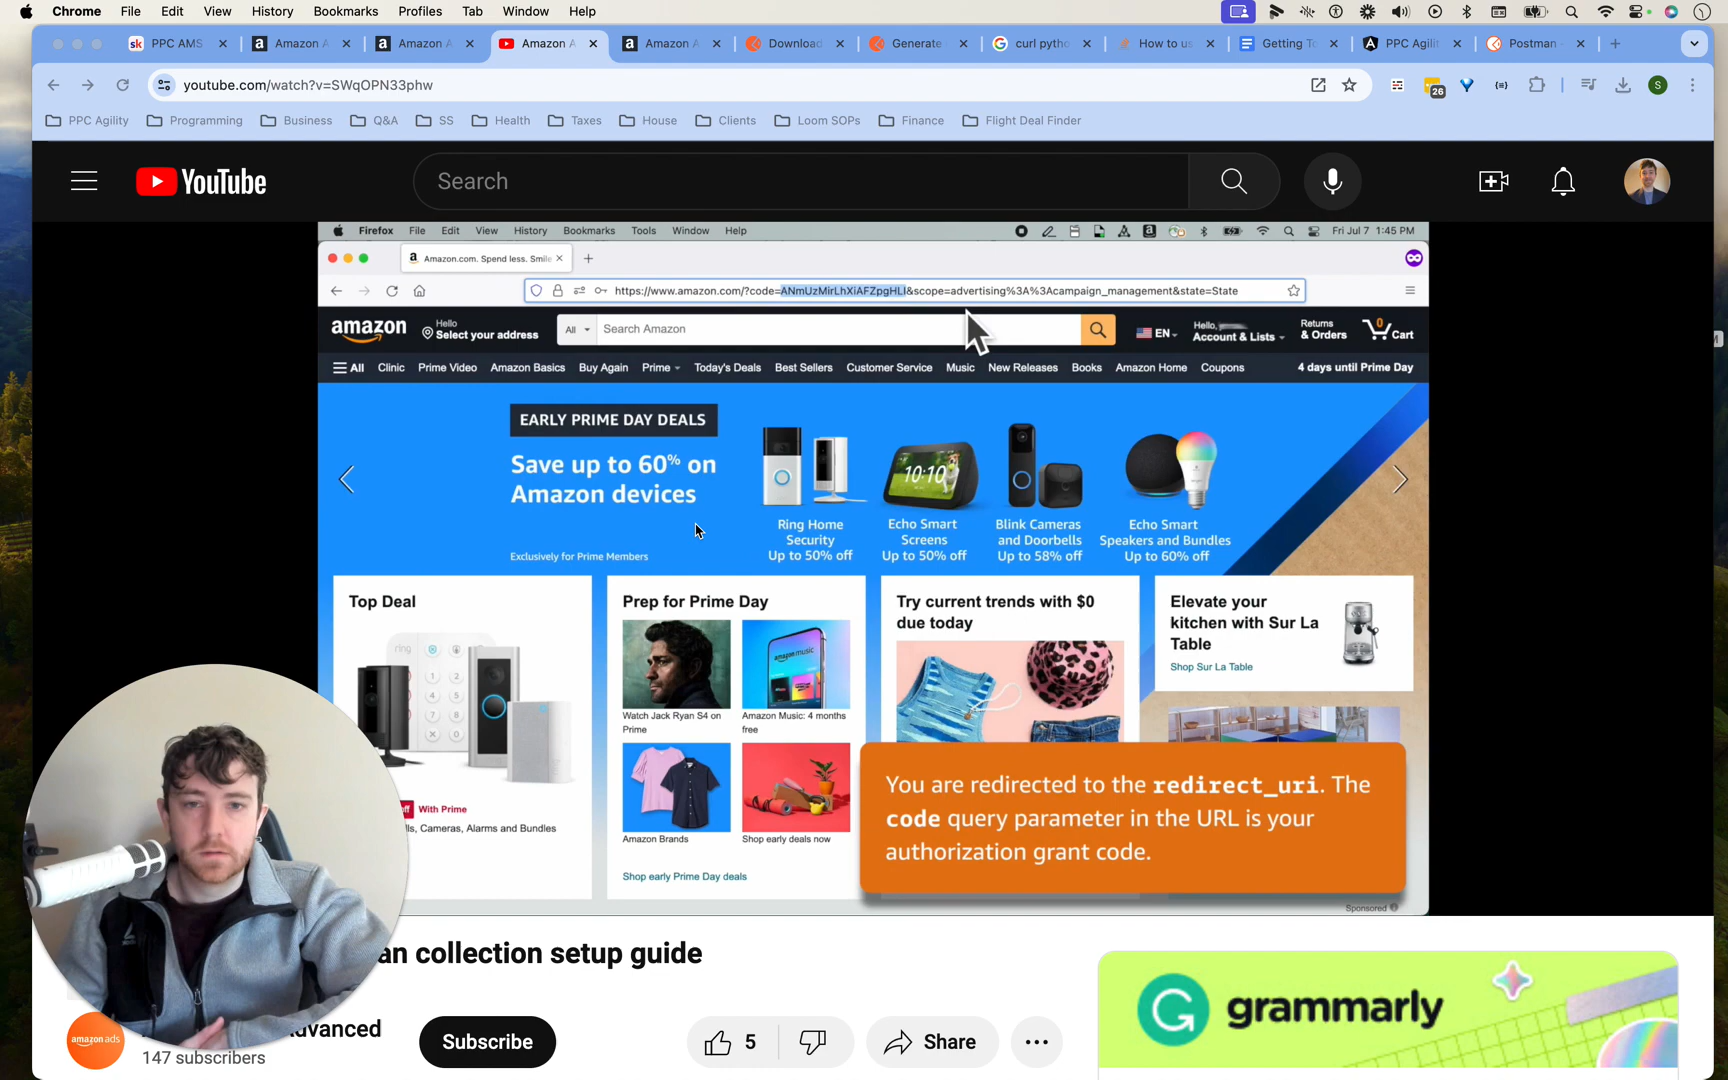 Chrome File Edit View History Bookmarks Profiles Tab Window Help
PPC AMS Amazon A Amazon A Amazon A Amazon A Download Generate curl pytho How to us Getting To PPC Agilit Postman
youtube.com/watch?v=SWqOPN33phw
26
S
PPC Agility Programming Business Q&A SS Health Taxes House Clients Loom SOPs Finance Flight Deal Finder
YouTube
Search
Firefox File Edit View History Bookmarks Tools Window Help
Fri Jul 7 1:45 PM
Amazon.com. Spend less. Smile
https://www.amazon.com/?code=ANmUzMirLhXiAFZpgHLI&scope=advertising%3A%3Acampaign_management&state=State
amazon
Hello
Select your address
All
Search Amazon
EN
Hello,
Account & Lists
Returns
& Orders
0
Cart
All Clinic Prime Video Amazon Basics Buy Again Prime Today's Deals Best Sellers Customer Service Music New Releases Books Amazon Home Coupons
4 days until Prime Day
EARLY PRIME DAY DEALS
Save up to 60% on
Amazon devices
Exclusively for Prime Members
10:10
Ring Home
Security
Up to 50% off
Echo Smart
Screens
Up to 50% off
Blink Cameras
and Doorbells
Up to 58% off
Echo Smart
Speakers and Bundles
Up to 60% off
Top Deal
ring
With Prime
ls, Cameras, Alarms and Bundles
Prep for Prime Day
amazon music
Watch Jack Ryan S4 on
Prime
Amazon Music: 4 months
free
Amazon Brands
Shop early deals now
Shop early Prime Day deals
Try current trends with $0
due today
Elevate your
kitchen with Sur La
Table
Shop Sur La Table
You are redirected to the redirect_uri. The
code query parameter in the URL is your
authorization grant code.
Sponsored
an collection setup guide
amazon ads
dvanced
147 subscribers
Subscribe
5
Share
grammarly